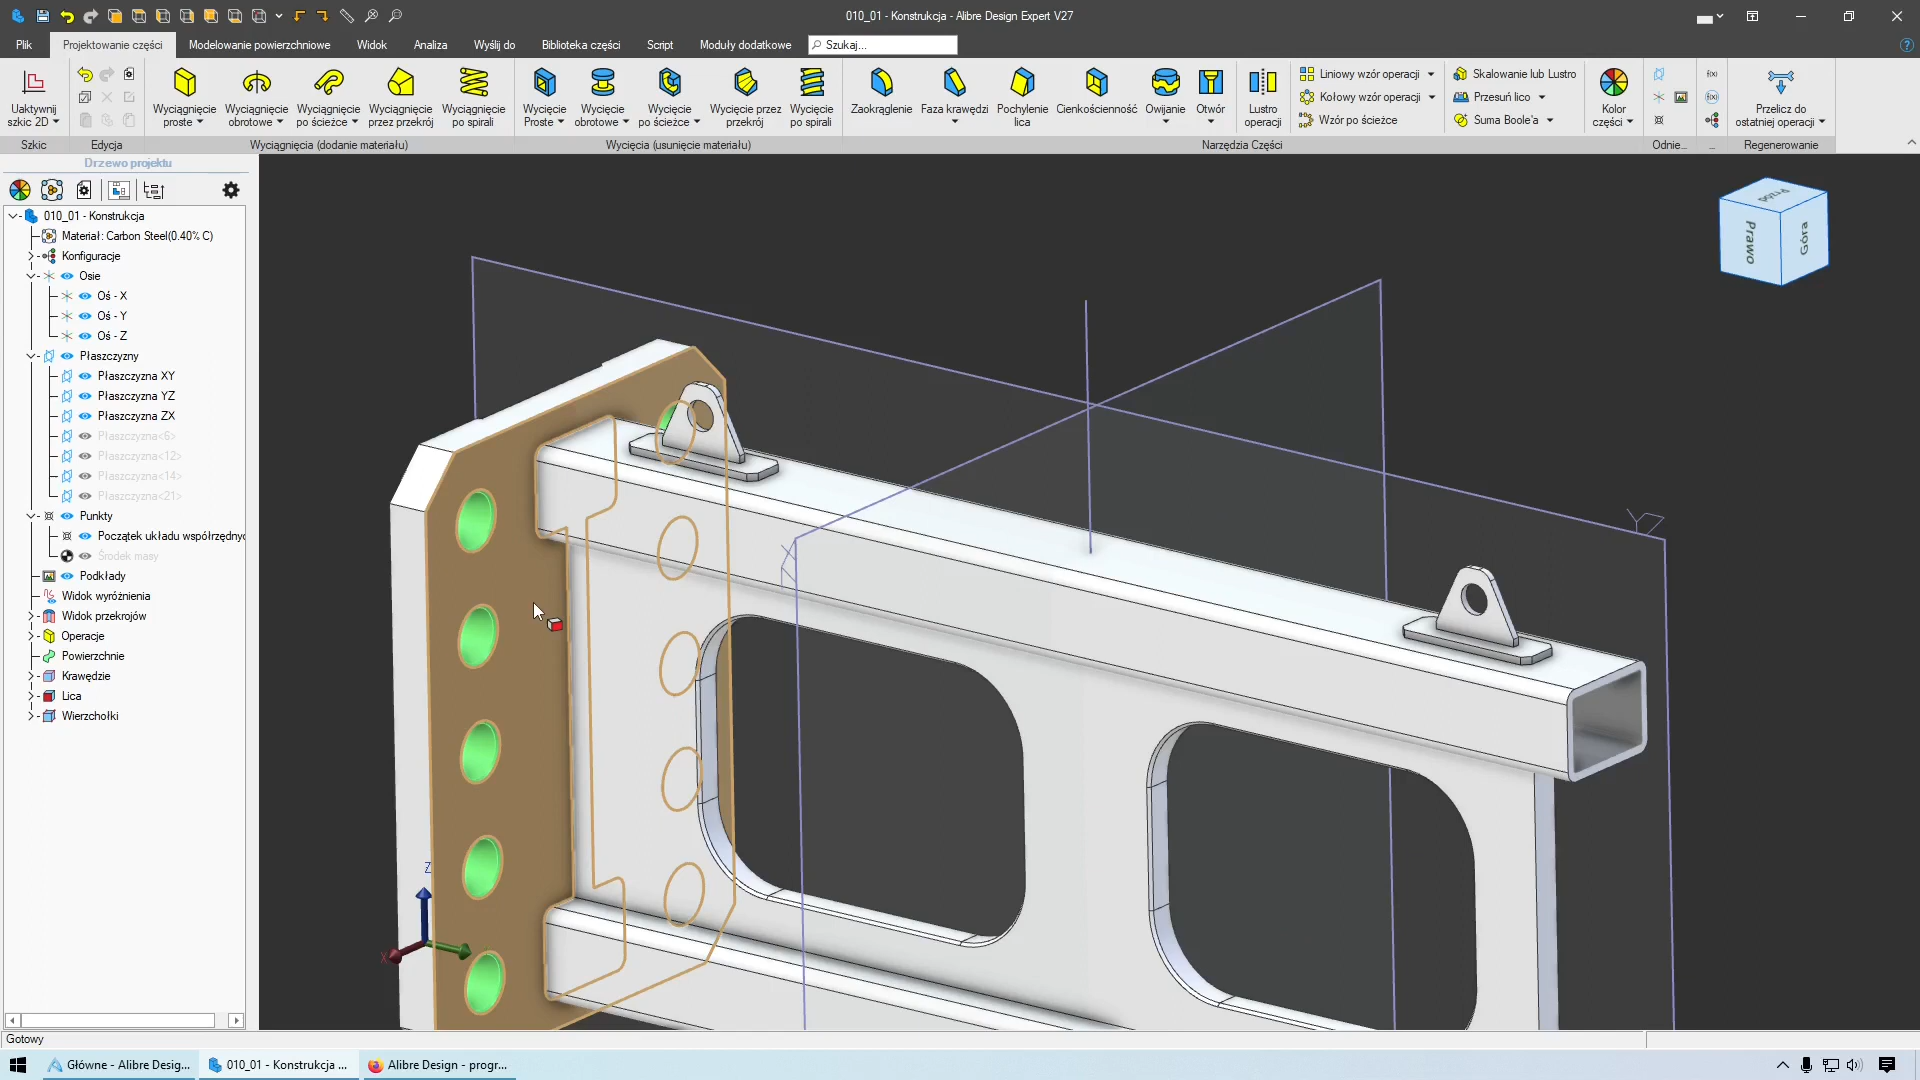 010_01 - Konstrukcja - Alibre Design Expert V27
Plik
Projektowanie części
Modelowanie powierzchniowe
Widok
Analiza
Wyślij do
Biblioteka części
Script
Moduły dodatkowe
Szukaj...
Uaktywnij
szkic 2D
Wyciągnięcie
proste
Wyciągnięcie
obrotowe
Wyciągnięcie
po ścieżce
Wyciągnięcie
przez przekrój
Wyciągnięcie
po spirali
Wycięcie
Proste
Wycięcie
obrotowe
Wycięcie
po ścieżce
Wycięcie przez
przekrój
Wycięcie
po spirali
Zaokrąglenie
Faza krawędzi
Pochylenie
lica
Cienkościenność
Owijanie
Otwór
Lustro
operacji
Liniowy wzór operacji
Kołowy wzór operacji
Wzór po ścieżce
Skalowanie lub Lustro
Przesuń lico
Suma Boole'a
Kolor
części
f(x)
(f(x)
Przelicz do
ostatniej operacji
Szkic
Edycja
Wyciągnięcia (dodanie materiału)
Wycięcia (usunięcie materiału)
Narzędzia Części
Odnie...
...
Regenerowanie
Drzewo projektu
010_01 - Konstrukcja
Materiał: Carbon Steel(0.40% C)
Konfiguracje
Osie
Oś - X
Oś - Y
Oś - Z
Płaszczyzny
Płaszczyzna XY
Płaszczyzna YZ
Płaszczyzna ZX
Płaszczyzna<6>
Płaszczyzna<12>
Płaszczyzna<14>
Płaszczyzna<21>
Punkty
Początek układu współrzędnyc
Środek masy
Podkłady
Widok wyróżnienia
Widok przekrojów
Operacje
Powierzchnie
Krawędzie
Lica
Wierzchołki
Przód
Prawo
Góra
Z
X
Gotowy
Główne - Alibre Desig...
010_01 - Konstrukcja ...
Alibre Design - progr...